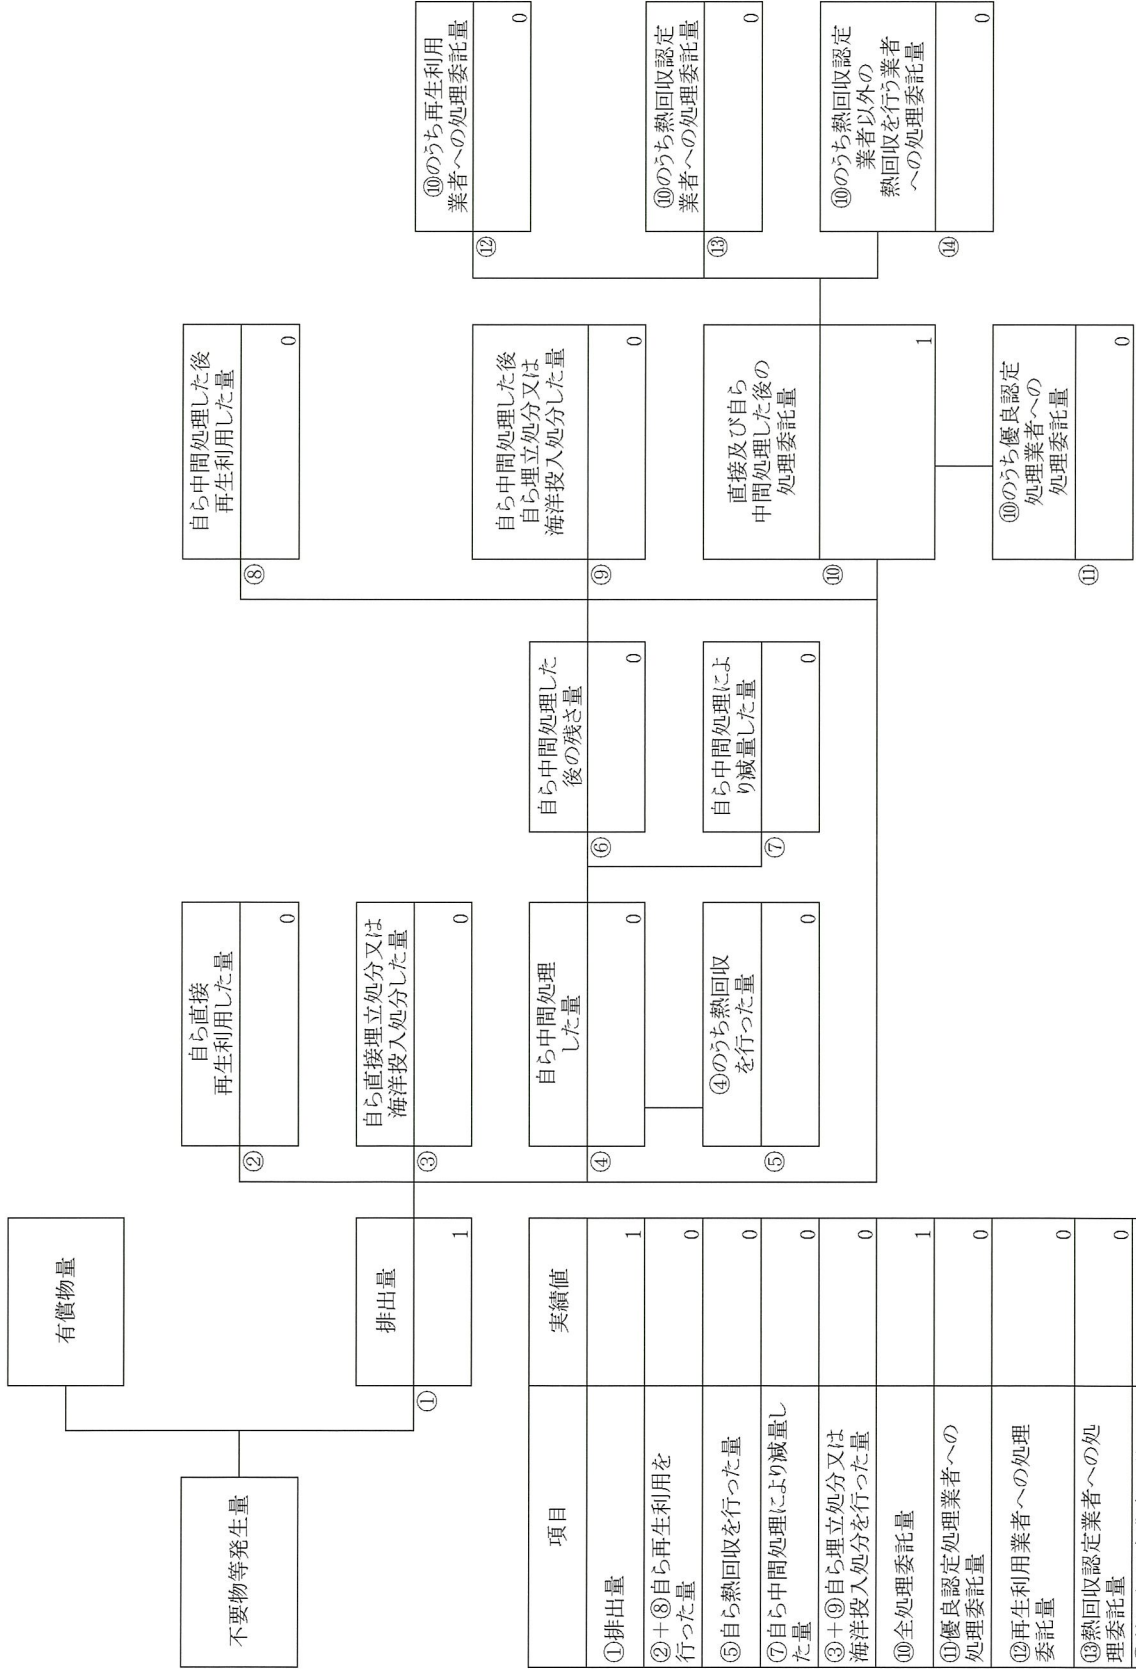 有償物量
不要物等発生量
①
排出量
1
②
自ら直接
再生利用した量
0
③
自ら直接埋立処分又は
海洋投入処分した量
0
④
自ら中間処理
した量
0
⑤
④のうち熱回収
を行った量
0
⑥
自ら中間処理した
後の残さ量
0
⑦
自ら中間処理によ
り減量した量
0
⑧
自ら中間処理した後
再生利用した量
0
⑨
自ら中間処理した後
自ら埋立処分又は
海洋投入処分した量
0
⑩
直接及び自ら
中間処理した後の
処理委託量
1
⑪
⑩のうち優良認定
処理業者への
処理委託量
0
⑫
⑩のうち再生利用
業者への処理委託量
0
⑬
⑩のうち熱回収認定
業者への処理委託量
0
⑭
⑩のうち熱回収認定
業者以外の
熱回収を行う業者
への処理委託量
0
項目 実績値
①排出量 1
②+⑧自ら再生利用を
行った量 0
⑤自ら熱回収を行った量 0
⑦自ら中間処理により減量し
た量 0
③+⑨自ら埋立処分又は
海洋投入処分を行った量 0
⑩全処理委託量 1
⑪優良認定処理業者への
処理委託量 0
⑫再生利用業者への処理
委託量 0
⑬熱回収認定業者への処
理委託量 0